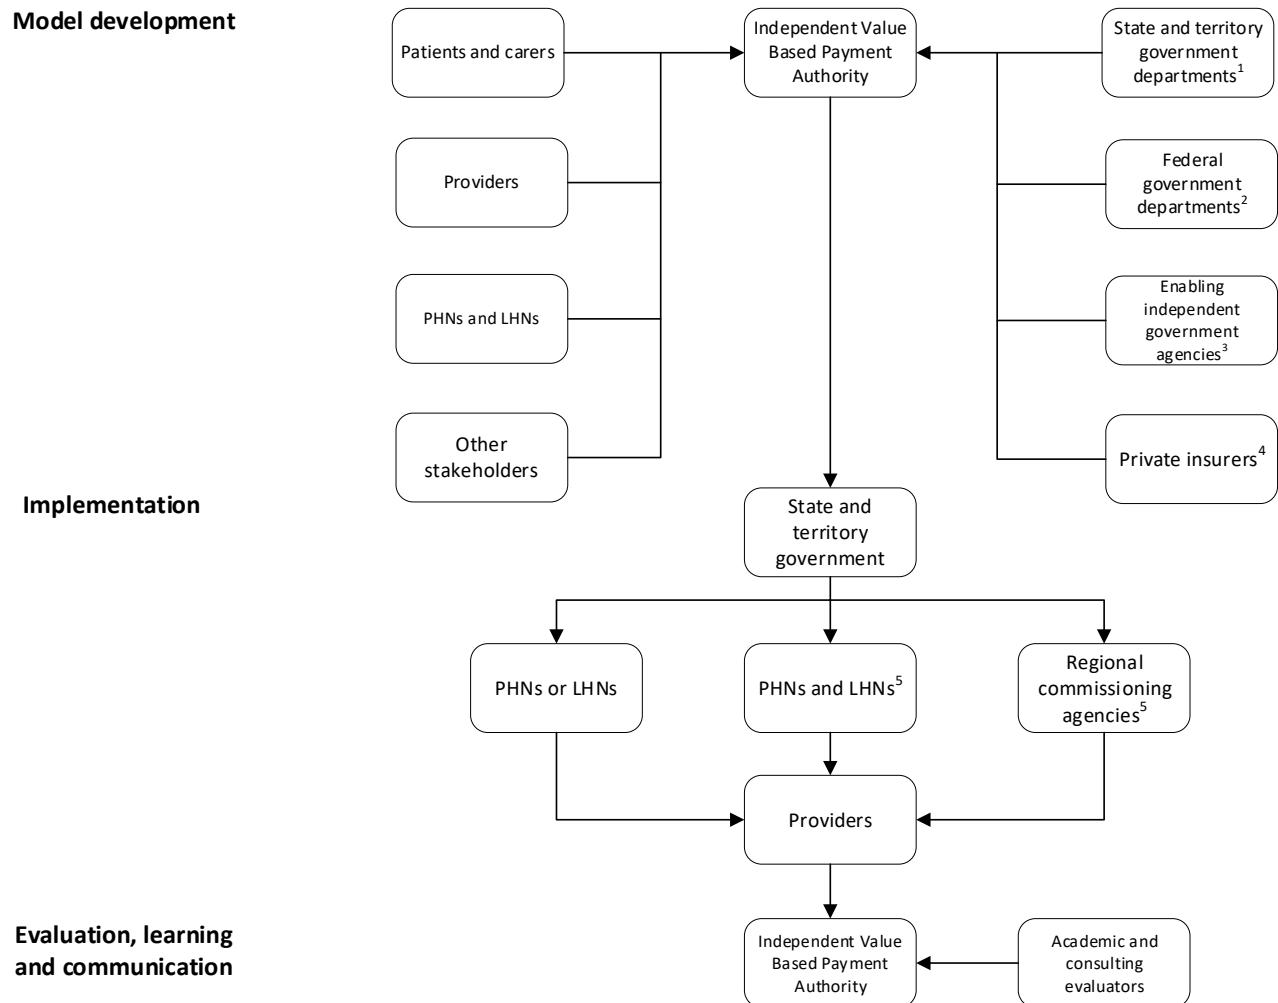 Model development
Patients and carers
Independent Value
Based Payment
Authority
State and territory
government
departments¹
Providers
Federal
government
departments²
PHNs and LHNs
Enabling
independent
government
agencies³
Other
stakeholders
Private insurers⁴
Implementation
State and
territory
government
PHNs or LHNs
PHNs and LHNs⁵
Regional
commissioning
agencies⁵
Providers
Evaluation, learning
and communication
Independent Value
Based Payment
Authority
Academic and
consulting
evaluators